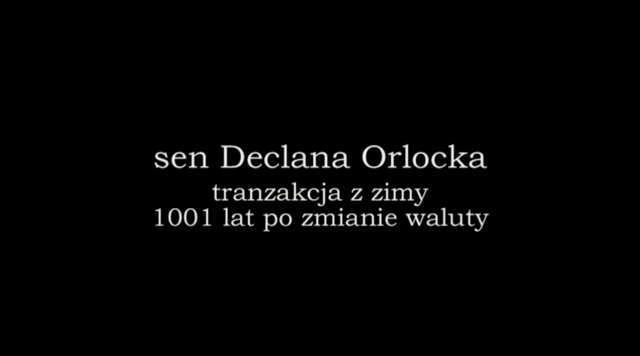 sen Declana Orlocka
tranzakcja z zimy
1001 lat po zmianie waluty